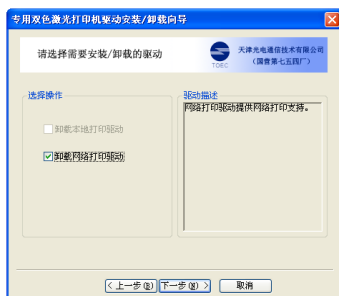 专用双色激光打印机驱动安装/卸载向导
请选择需要安装/卸载的驱动
TOEC
天津光电通信技术有限公司
(国营第七五四厂)
选择操作
卸载本地打印驱动
卸载网络打印驱动
驱动描述
网络打印驱动提供网络打印支持。
< 上一步(B)
下一步(N) >
取消